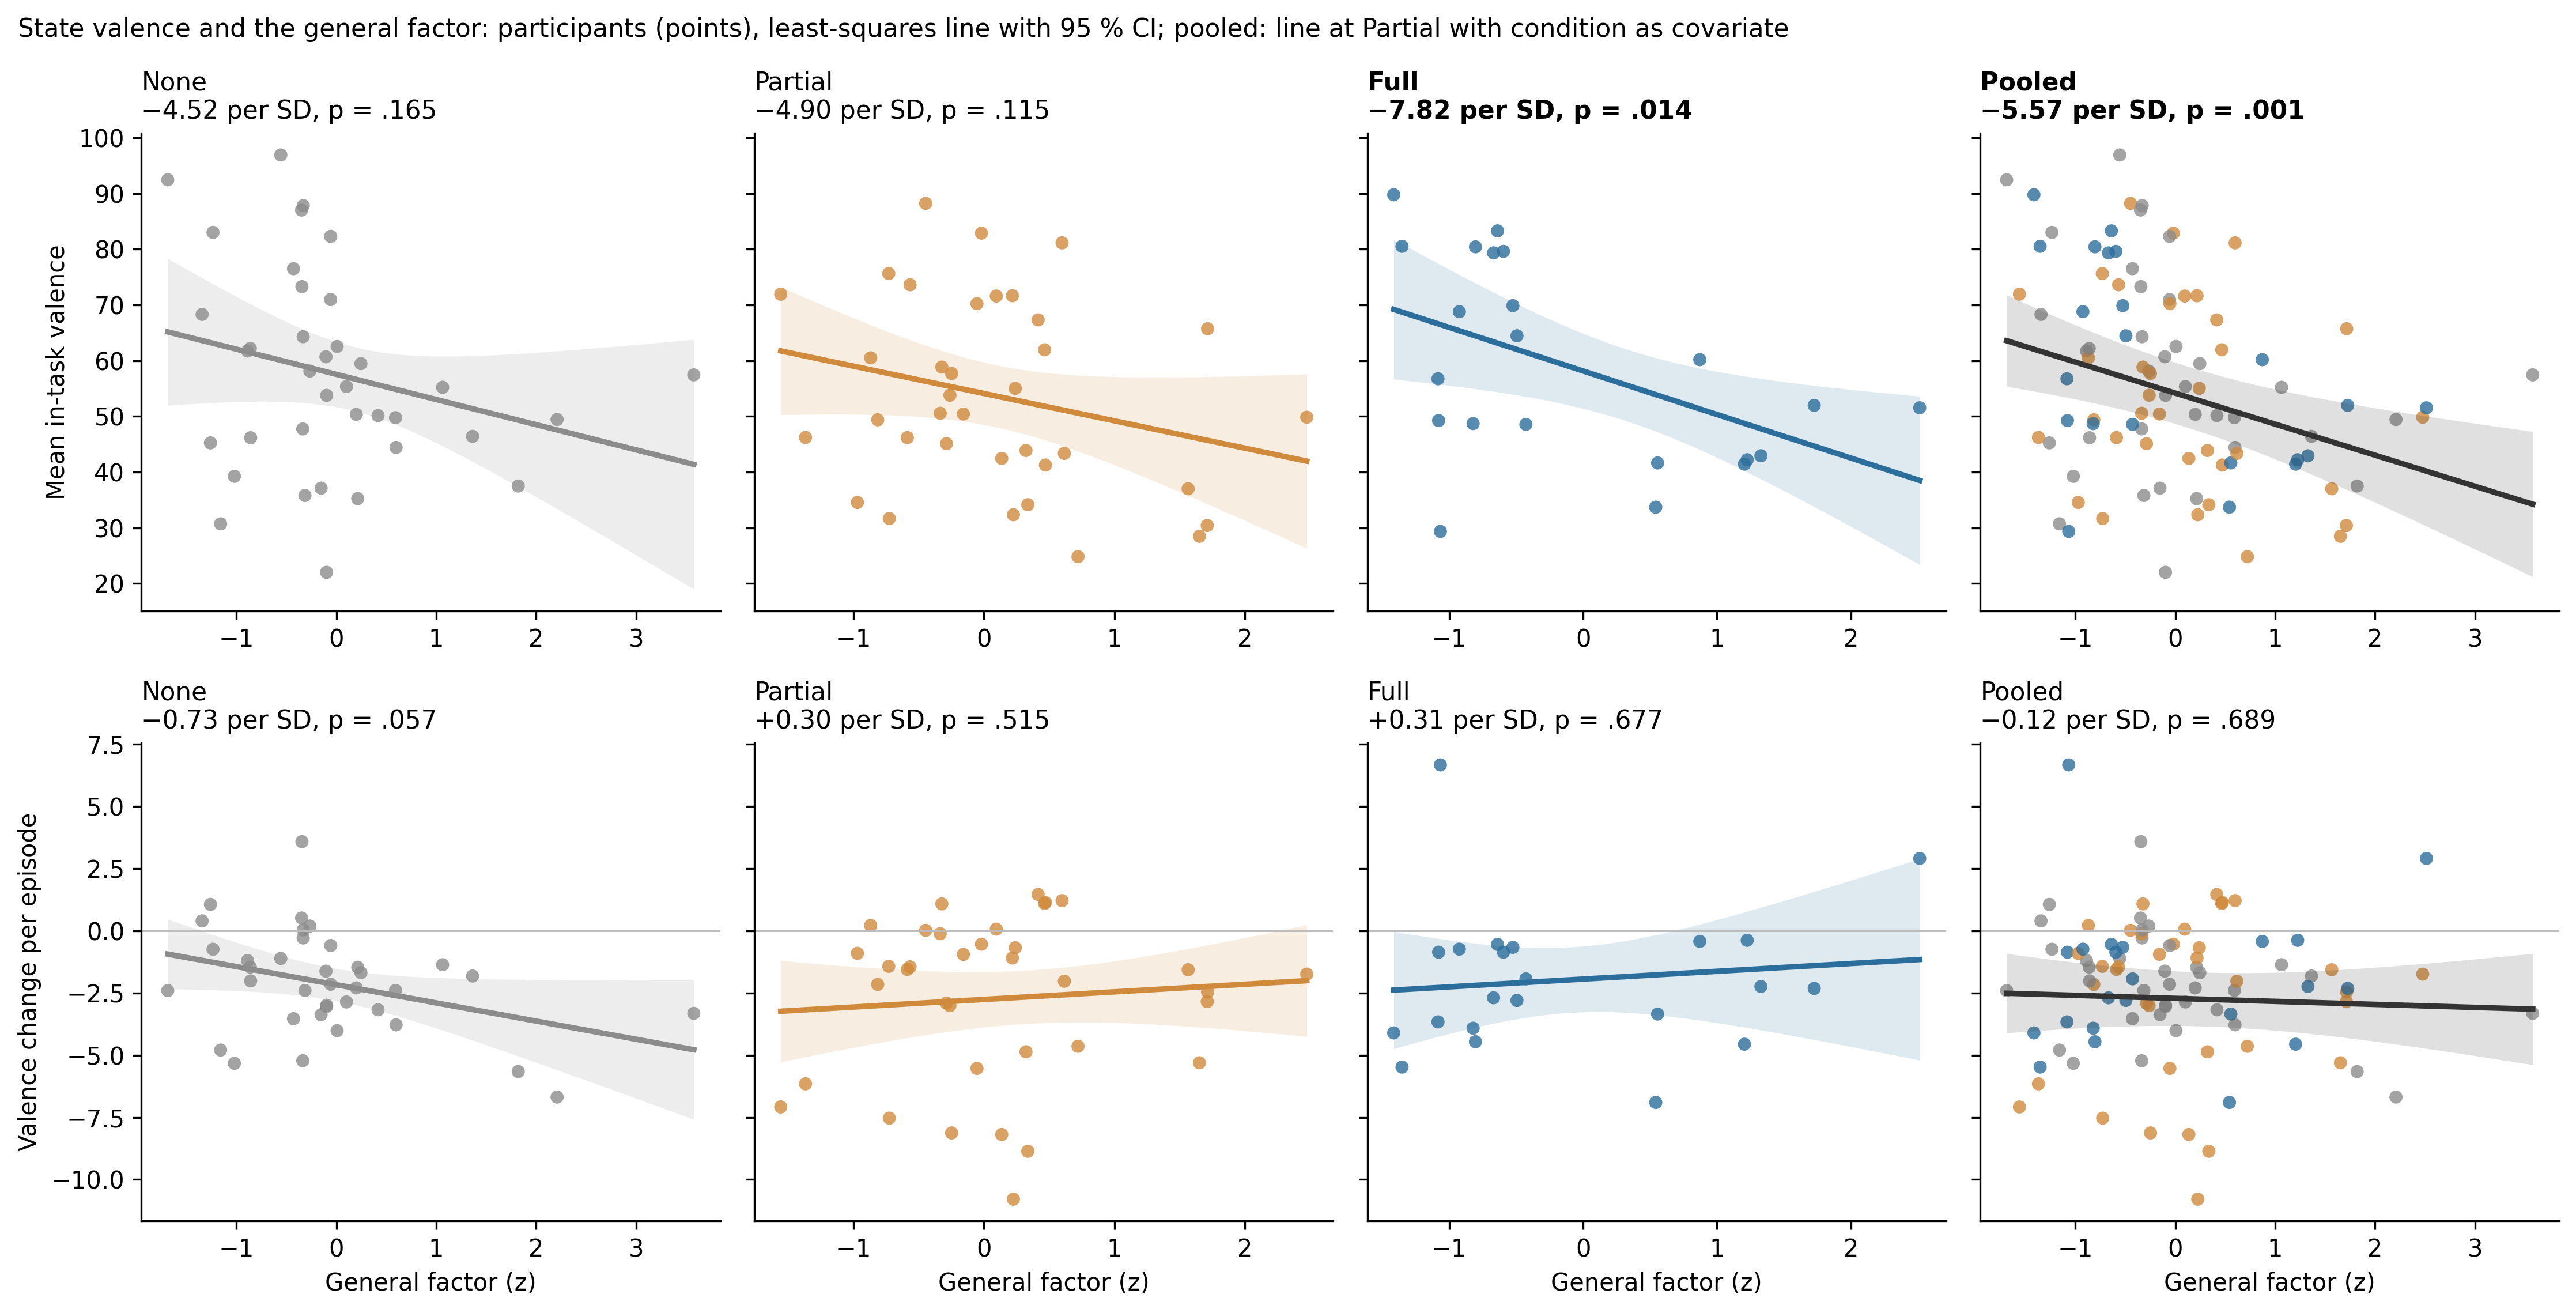 State valence and the general factor: participants (points), least-squares line with 95 % CI; pooled: line at Partial with condition as covariate
None
−4.52 per SD, p = .165
Partial
−4.90 per SD, p = .115
Full
−7.82 per SD, p = .014
Pooled
−5.57 per SD, p = .001
Mean in-task valence
100
90
80
70
60
50
40
30
20
−1 0 1 2 3
−1 0 1 2
−1 0 1 2
−1 0 1 2 3
None
−0.73 per SD, p = .057
Partial
+0.30 per SD, p = .515
Full
+0.31 per SD, p = .677
Pooled
−0.12 per SD, p = .689
Valence change per episode
7.5
5.0
2.5
0.0
−2.5
−5.0
−7.5
−10.0
−1 0 1 2 3
−1 0 1 2
−1 0 1 2
−1 0 1 2 3
General factor (z)
General factor (z)
General factor (z)
General factor (z)